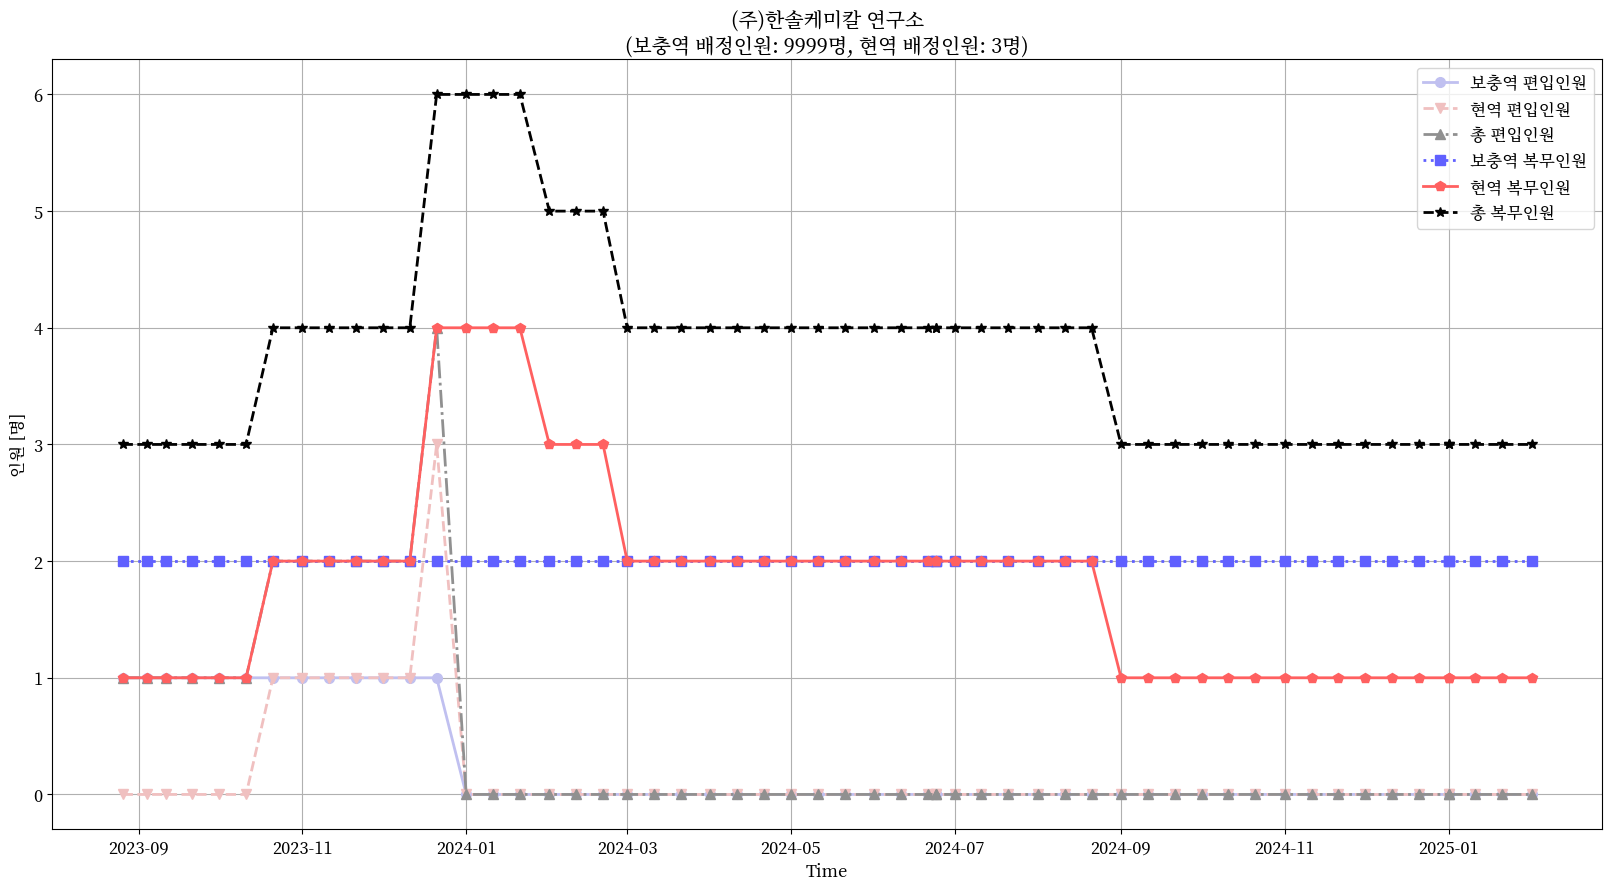 (주)한솔케미칼 연구소
(보충역 배정인원: 9999명, 현역 배정인원: 3명)
보충역 편입인원
현역 편입인원
총 편입인원
보충역 복무인원
현역 복무인원
총 복무인원
인원 [명]
6
5
4
3
2
1
0
2023-09 2023-11 2024-01 2024-03 2024-05 2024-07 2024-09 2024-11 2025-01
Time